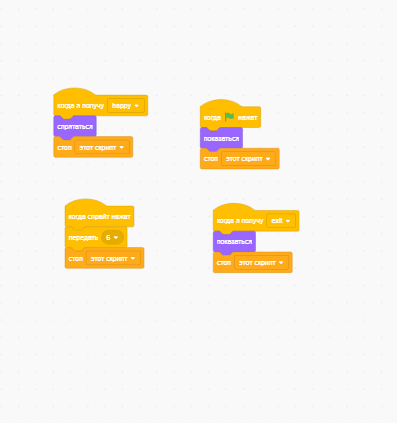 когда я получу happy
спрятаться
стоп этот скрипт
когда нажат
показаться
стоп этот скрипт
когда спрайт нажат
передать 6
стоп этот скрипт
когда я получу exit
показаться
стоп этот скрипт